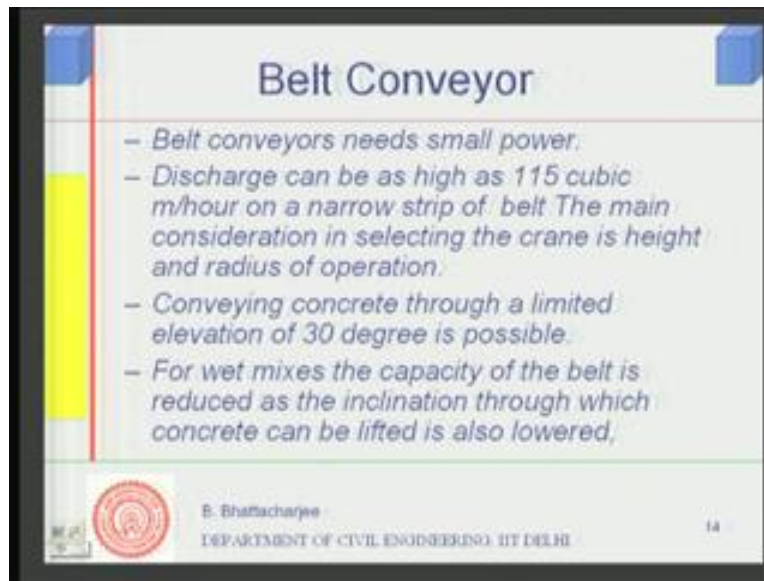 Belt Conveyor
– Belt conveyors needs small power.
– Discharge can be as high as 115 cubic
m/hour on a narrow strip of belt The main
consideration in selecting the crane is height
and radius of operation.
– Conveying concrete through a limited
elevation of 30 degree is possible.
– For wet mixes the capacity of the belt is
reduced as the inclination through which
concrete can be lifted is also lowered,
B. Bhattacharjee
DEPARTMENT OF CIVIL ENGINEERING, IIT DELHI
14